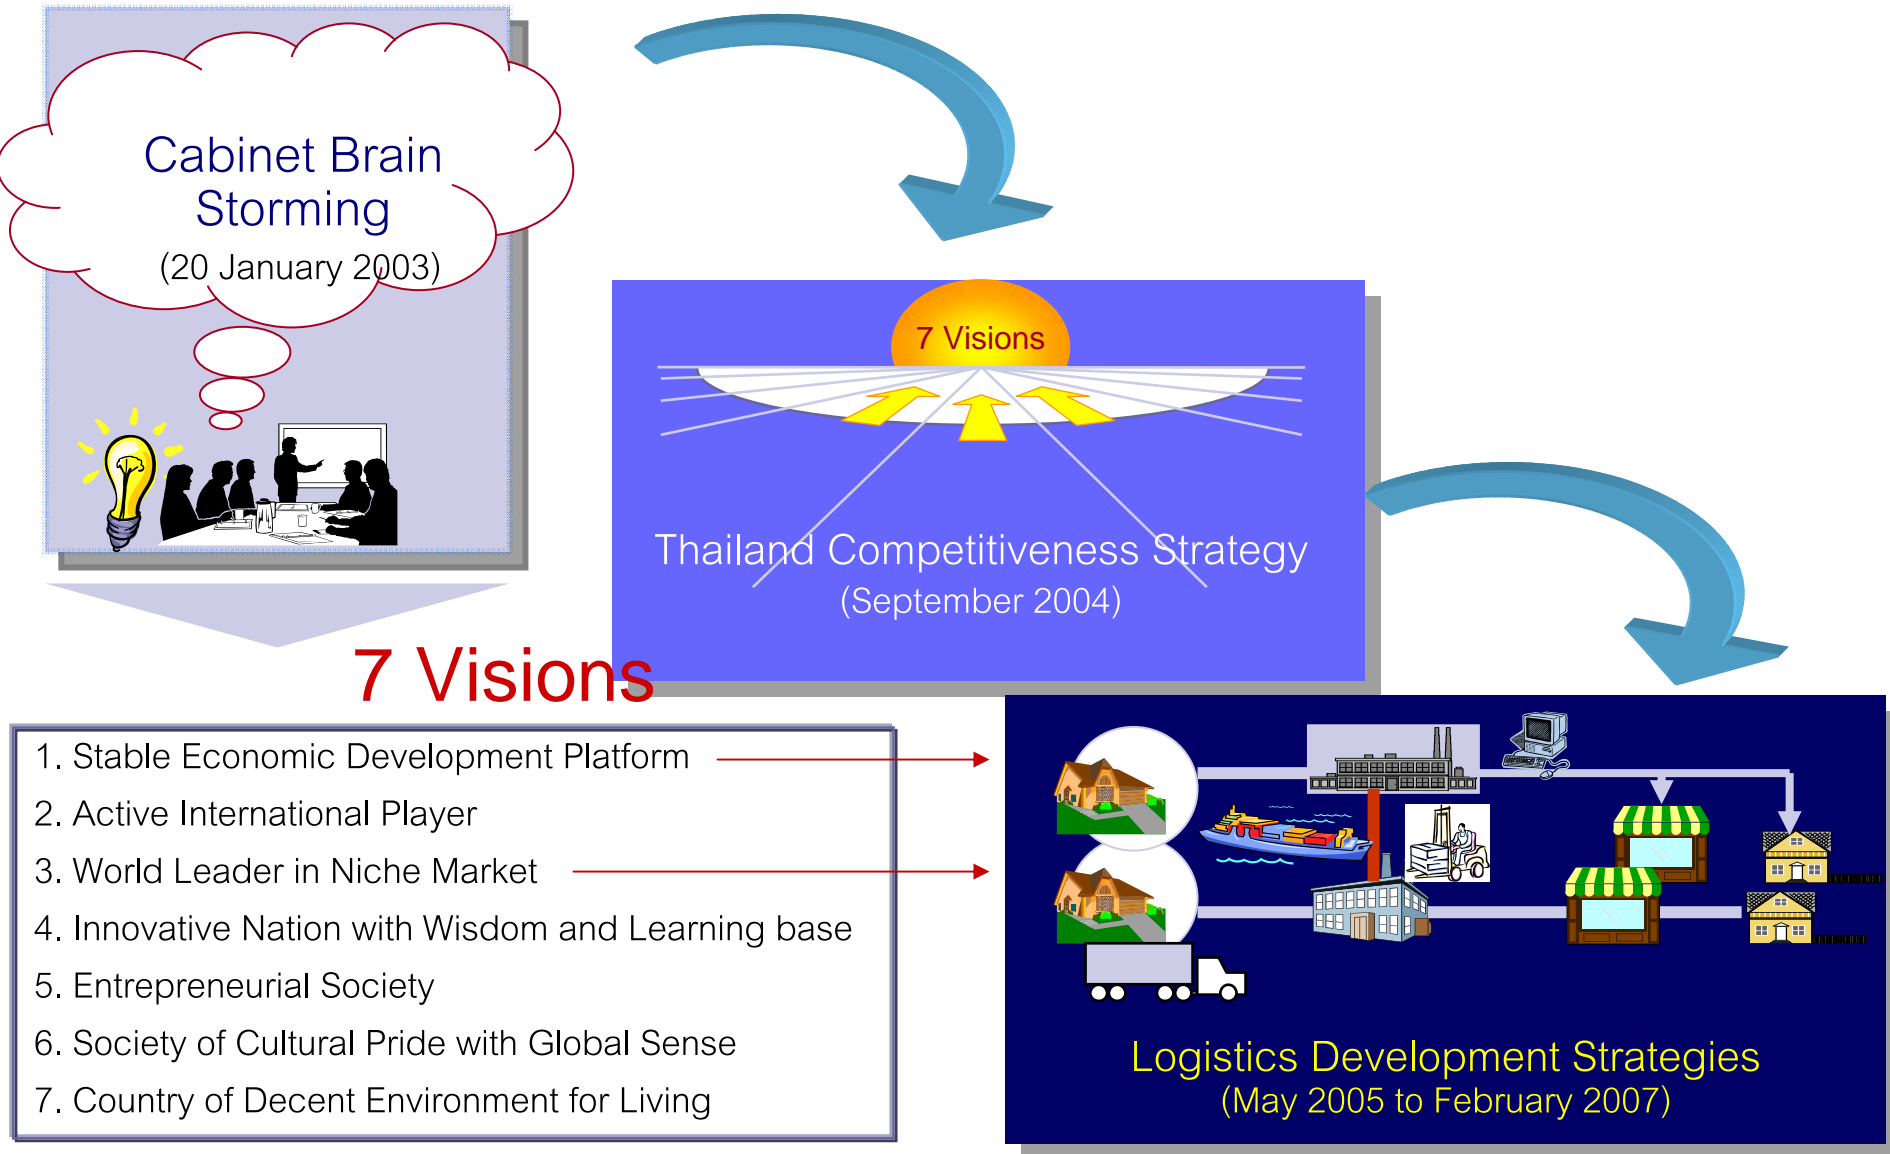 Cabinet Brain
Storming
(20 January 2003)
7 Visions
Thailand Competitiveness Strategy
(September 2004)
7 Visions
1. Stable Economic Development Platform
2. Active International Player
3. World Leader in Niche Market
4. Innovative Nation with Wisdom and Learning base
5. Entrepreneurial Society
6. Society of Cultural Pride with Global Sense
7. Country of Decent Environment for Living
Logistics Development Strategies
(May 2005 to February 2007)